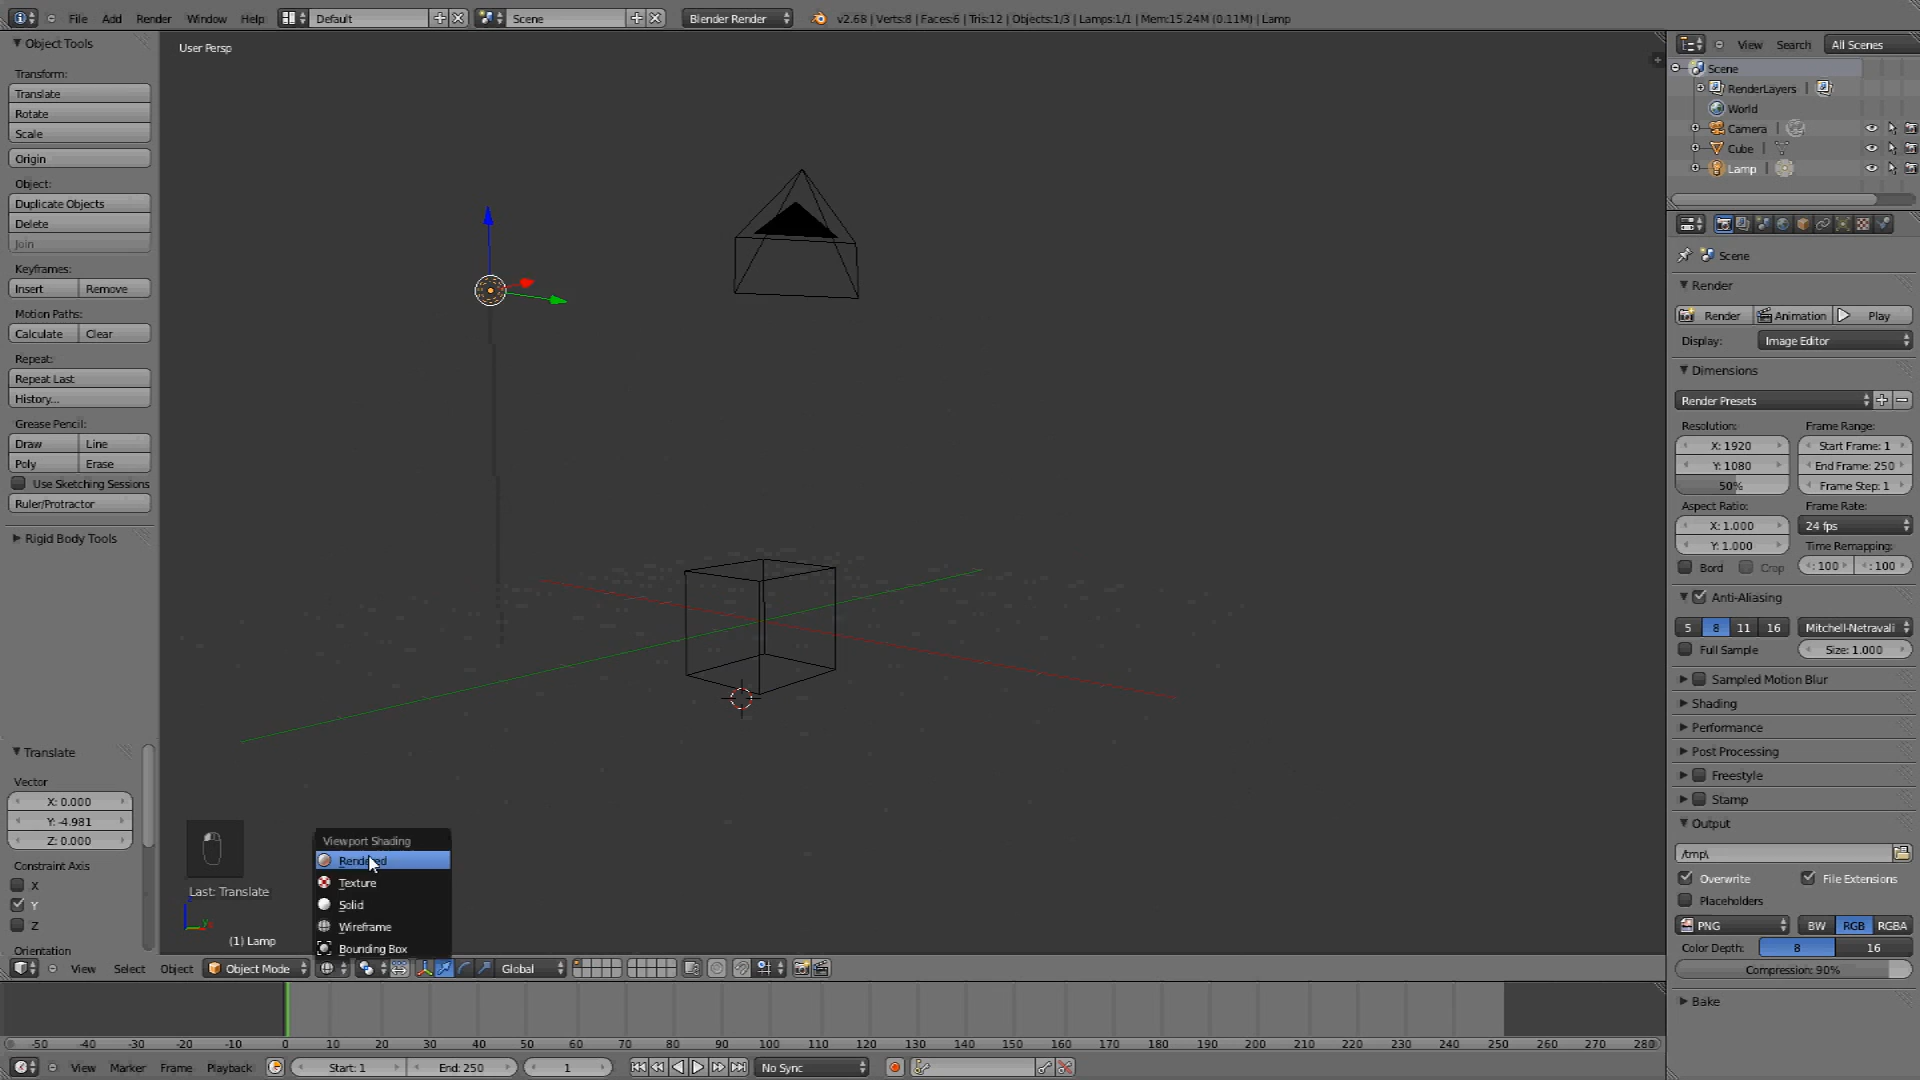 File Add Render Window Help Default Scene Blender Render v2.68 | Verts:8 | Faces:6 | Tris:12 | Objects:1/3 | Lamps:1/1 | Mem:15.24M (0.11M) | Lamp
Object Tools
Transform:
Translate
Rotate
Scale
Origin
Object:
Duplicate Objects
Delete
Join
Keyframes:
Insert Remove
Motion Paths:
Calculate Clear
Repeat:
Repeat Last
History...
Grease Pencil:
Draw Line
Poly Erase
Use Sketching Sessions
Ruler/Protractor
Rigid Body Tools
Translate
Vector
X: 0.000
Y: -4.981
Z: 0.000
Constraint Axis
X
Y
Z
Orientation
User Persp
Last: Translate
(1) Lamp
Viewport Shading
Rendered
Texture
Solid
Wireframe
Bounding Box
View Select Object Object Mode Global
-50 -40 -30 -20 -10 0 10 20 30 40 50 60 70 80 90 100 110 120 130 140 150 160 170 180 190 200 210 220 230 240 250 260 270 280
View Marker Frame Playback Start: 1 End: 250 1 No Sync
View Search All Scenes
Scene
RenderLayers |
World
Camera |
Cube |
Lamp |
Scene
Render
Render Animation Play
Display: Image Editor
Dimensions
Render Presets
Resolution: Frame Range:
X: 1920 Start Frame: 1
Y: 1080 End Frame: 250
50% Frame Step: 1
Aspect Ratio: Frame Rate:
X: 1.000 24 fps
Y: 1.000 Time Remapping:
Bord Crop : 100 : 100
Anti-Aliasing
5 8 11 16 Mitchell-Netravali
Full Sample Size: 1.000
Sampled Motion Blur
Shading
Performance
Post Processing
Freestyle
Stamp
Output
/tmp\
Overwrite File Extensions
Placeholders
PNG BW RGB RGBA
Color Depth: 8 16
Compression: 90%
Bake